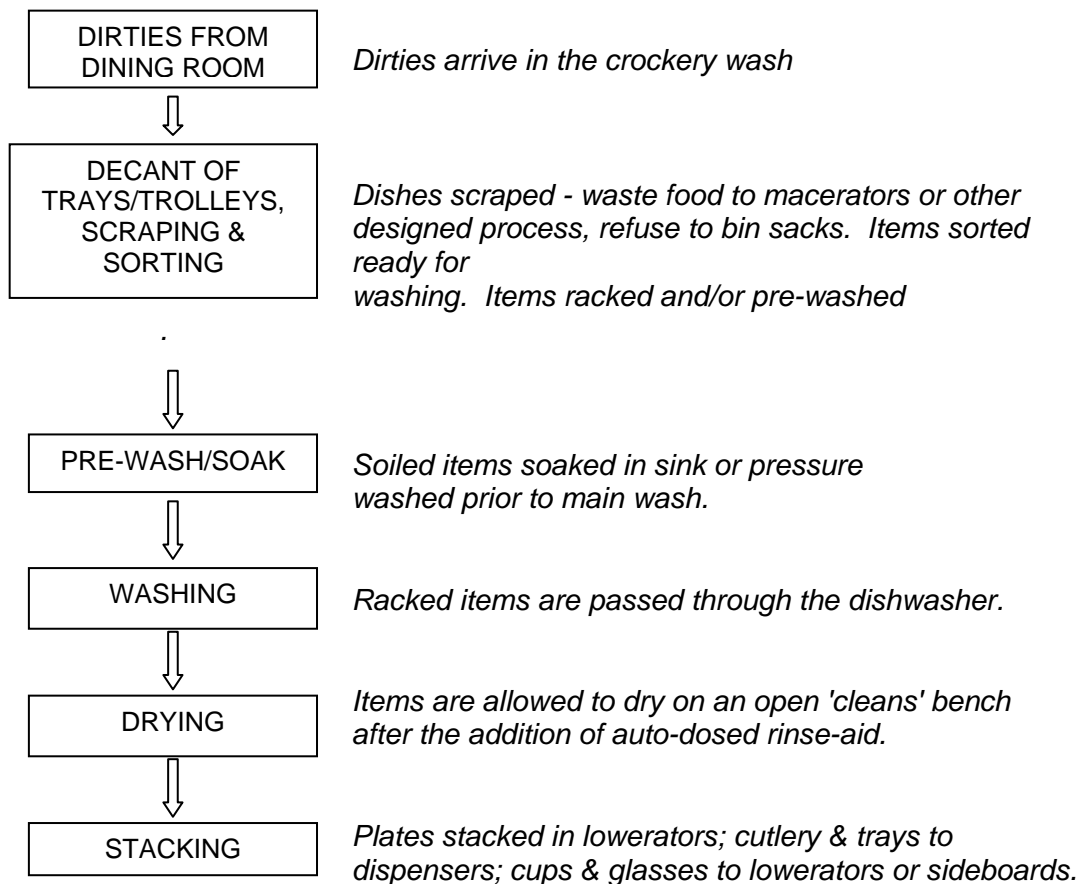 DIRTIES FROM
DINING ROOM
Dirties arrive in the crockery wash
DECANT OF
TRAYS/TROLLEYS,
SCRAPING &
SORTING
Dishes scraped - waste food to macerators or other
designed process, refuse to bin sacks.  Items sorted
ready for
washing.  Items racked and/or pre-washed
.
PRE-WASH/SOAK
Soiled items soaked in sink or pressure
washed prior to main wash.
WASHING
Racked items are passed through the dishwasher.
DRYING
Items are allowed to dry on an open 'cleans' bench
after the addition of auto-dosed rinse-aid.
STACKING
Plates stacked in lowerators; cutlery & trays to
dispensers; cups & glasses to lowerators or sideboards.